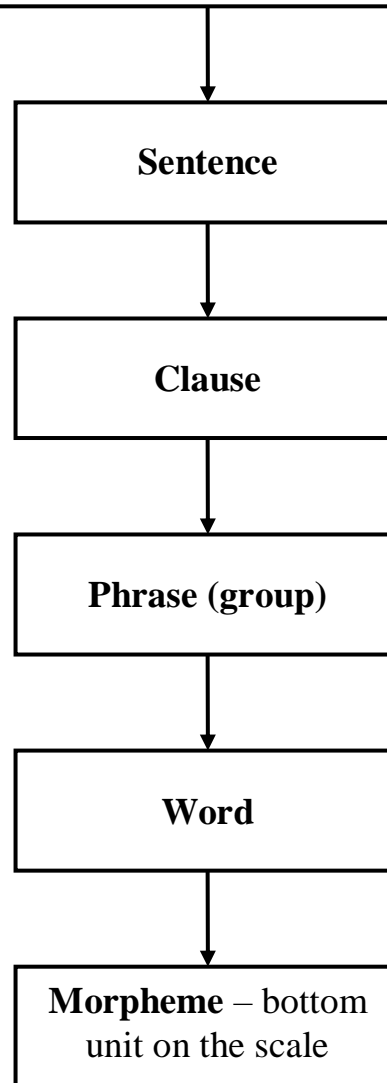 Sentence
Clause
Phrase (group)
Word
Morpheme – bottom
unit on the scale